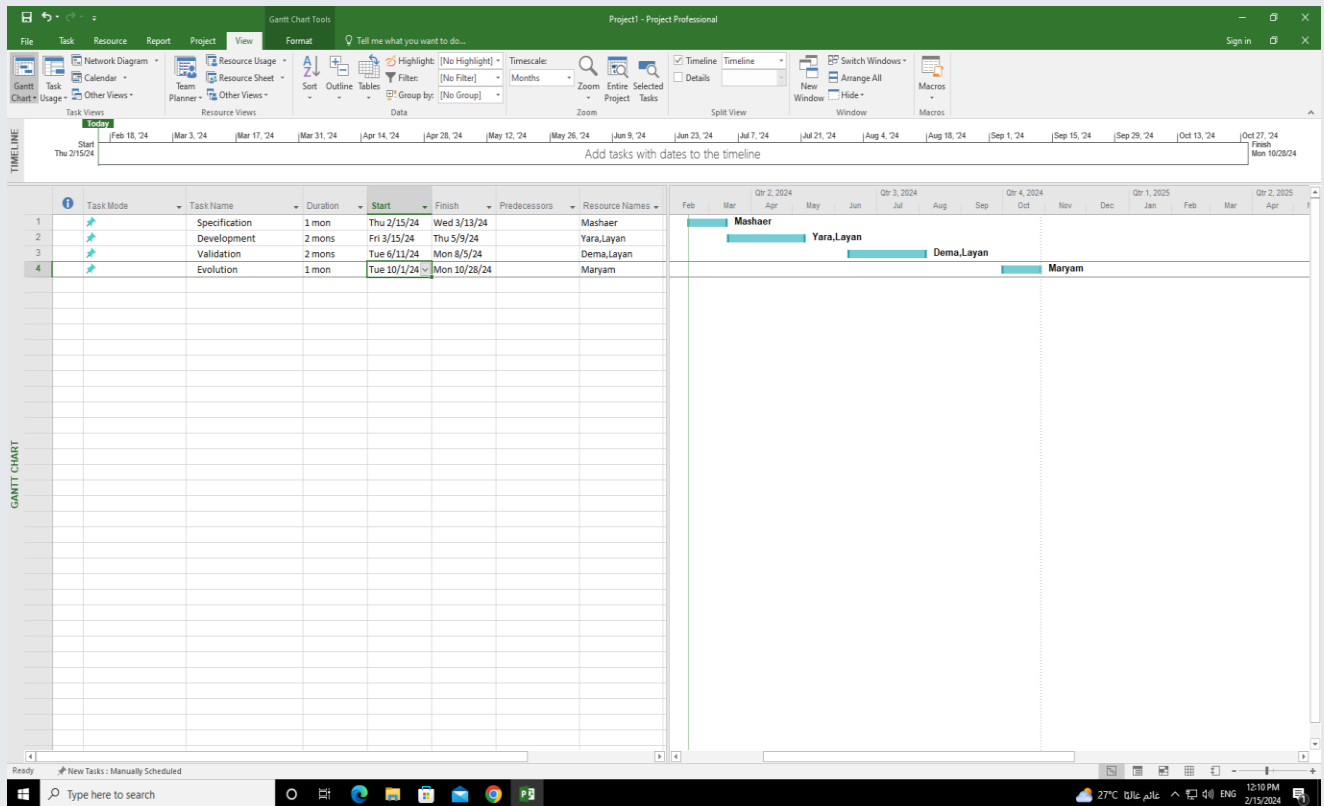 Gantt Chart Tools
Project1 - Project Professional
File Task Resource Report Project View Format Tell me what you want to do... Sign in
Gantt Chart
Task Usage
Network Diagram
Calendar
Other Views
Task Views
Team Planner
Resource Usage
Resource Sheet
Other Views
Resource Views
Sort
Outline
Tables
Highlight: [No Highlight]
Filter: [No Filter]
Group by: [No Group]
Data
Timescale:
Months
Zoom
Entire Project
Selected Tasks
Zoom
Timeline Timeline
Details
Split View
New Window
Switch Windows
Arrange All
Hide
Window
Macros
Macros
TIMELINE
Today
Feb 18, '24 Mar 3, '24 Mar 17, '24 Mar 31, '24 Apr 14, '24 Apr 28, '24 May 12, '24 May 26, '24 Jun 9, '24 Jun 23, '24 Jul 7, '24 Jul 21, '24 Aug 4, '24 Aug 18, '24 Sep 1, '24 Sep 15, '24 Sep 29, '24 Oct 13, '24 Oct 27, '24
Start
Thu 2/15/24
Add tasks with dates to the timeline
Finish
Mon 10/28/24
GANTT CHART
Task Mode Task Name Duration Start Finish Predecessors Resource Names
1 Specification 1 mon Thu 2/15/24 Wed 3/13/24 Mashaer
2 Development 2 mons Fri 3/15/24 Thu 5/9/24 Yara,Layan
3 Validation 2 mons Tue 6/11/24 Mon 8/5/24 Dema,Layan
4 Evolution 1 mon Tue 10/1/24 Mon 10/28/24 Maryam
Qtr 2, 2024 Qtr 3, 2024 Qtr 4, 2024 Qtr 1, 2025 Qtr 2, 2025
Feb Mar Apr May Jun Jul Aug Sep Oct Nov Dec Jan Feb Mar Apr
Mashaer
Yara,Layan
Dema,Layan
Maryam
Ready New Tasks : Manually Scheduled
Type here to search
27°C غائم غالبًا ENG 12:10 PM
2/15/2024